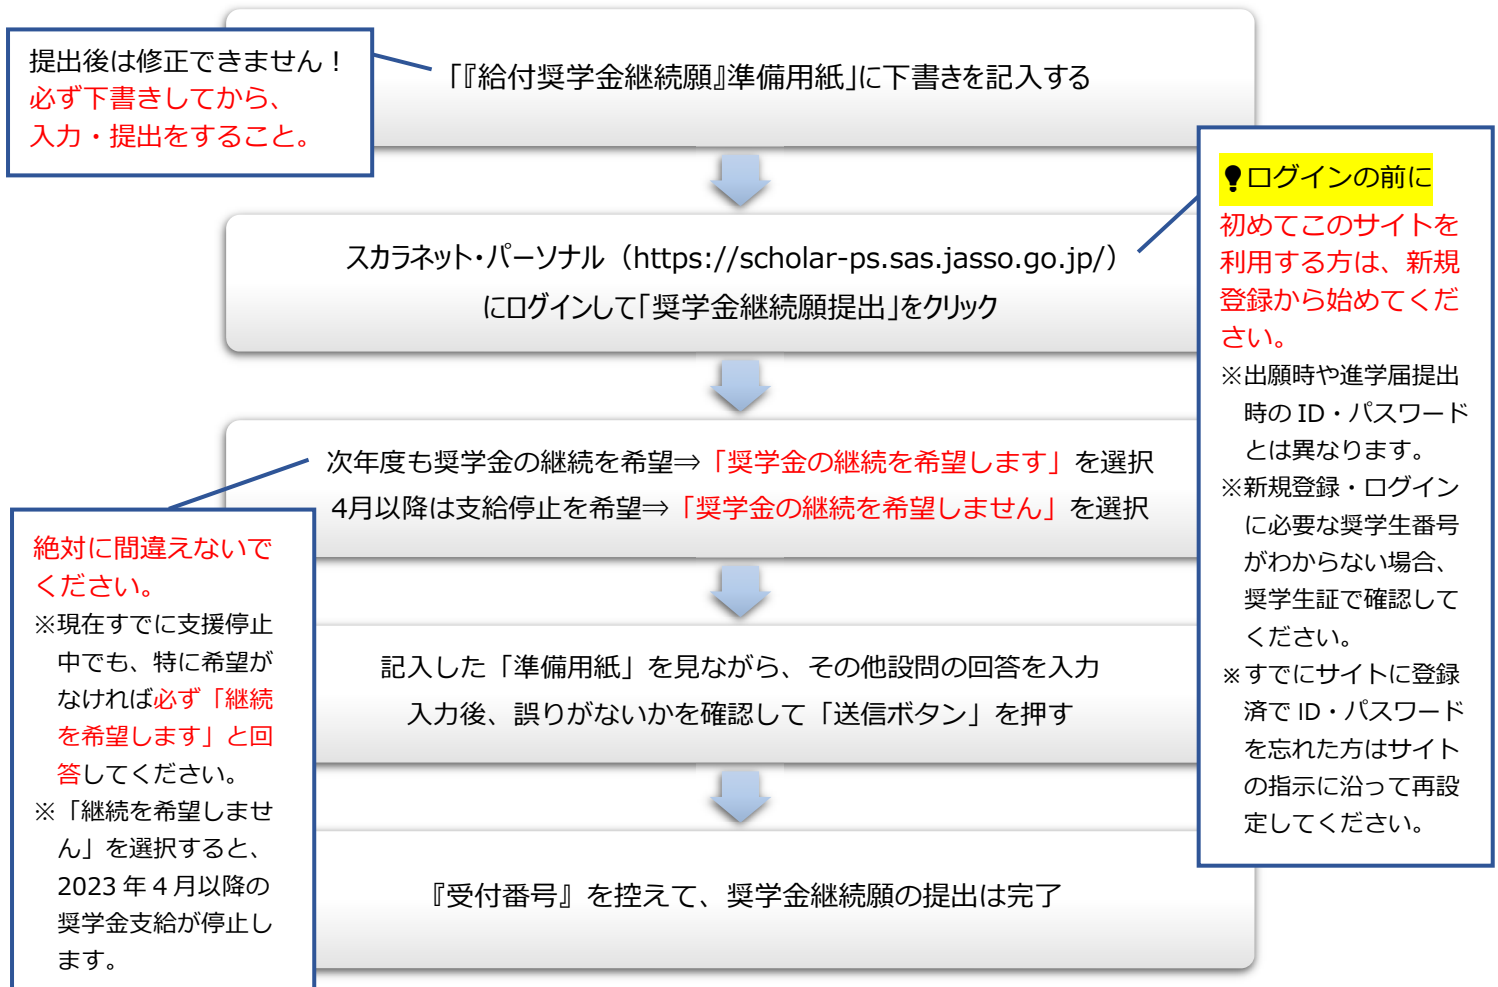 提出後は修正できません！
必ず下書きしてから、
入力・提出をすること。
「『給付奨学金継続願』準備用紙」に下書きを記入する
スカラネット・パーソナル（https://scholar-ps.sas.jasso.go.jp/）
にログインして「奨学金継続願提出」をクリック
ログインの前に
初めてこのサイトを
利用する方は、新規
登録から始めてくだ
さい。
※出願時や進学届提出
時の ID・パスワード
とは異なります。
※新規登録・ログイン
に必要な奨学生番号
がわからない場合、
奨学生証で確認して
ください。
※すでにサイトに登録
済で ID・パスワード
を忘れた方はサイト
の指示に沿って再設
定してください。
次年度も奨学金の継続を希望⇒「奨学金の継続を希望します」を選択
4月以降は支給停止を希望⇒「奨学金の継続を希望しません」を選択
絶対に間違えないで
ください。
※現在すでに支援停止
中でも、特に希望が
なければ必ず「継続
を希望します」と回
答してください。
※「継続を希望しませ
ん」を選択すると、
2023 年 4 月以降の
奨学金支給が停止し
ます。
記入した「準備用紙」を見ながら、その他設問の回答を入力
入力後、誤りがないかを確認して「送信ボタン」を押す
『受付番号』を控えて、奨学金継続願の提出は完了